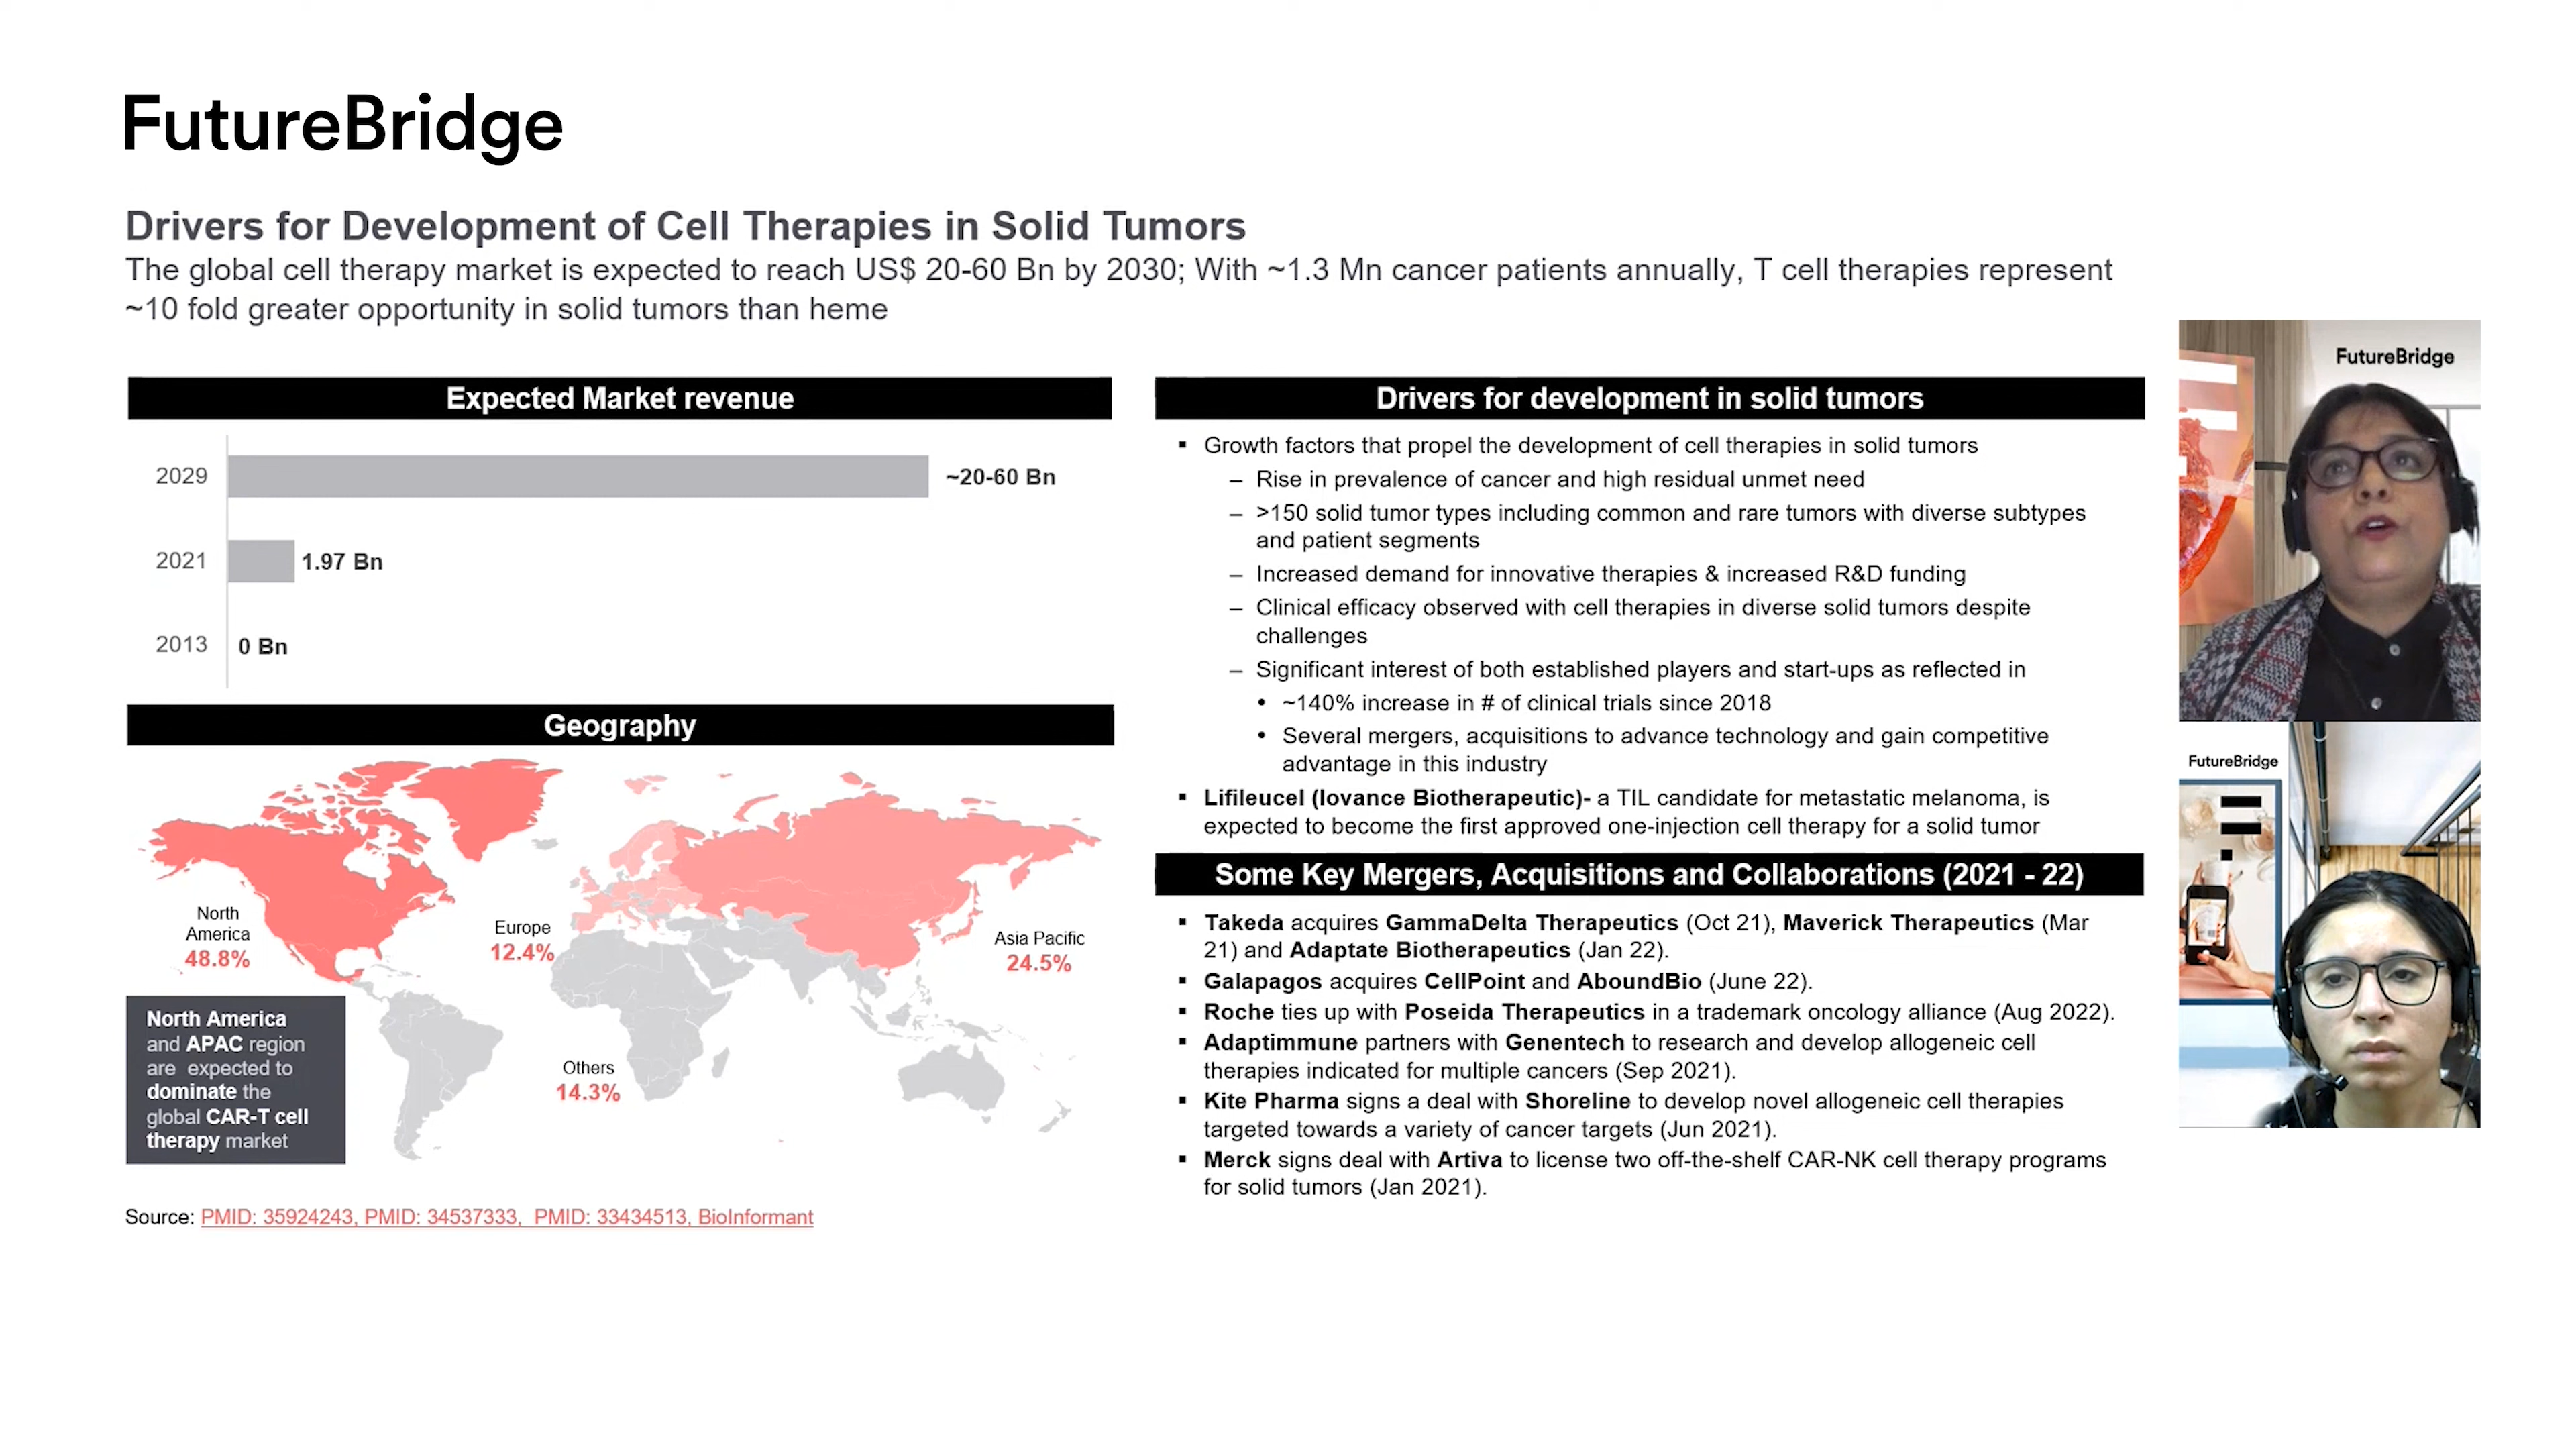 FutureBridge
Drivers for Development of Cell Therapies in Solid Tumors
The global cell therapy market is expected to reach US$ 20-60 Bn by 2030; With ~1.3 Mn cancer patients annually, T cell therapies represent
~10 fold greater opportunity in solid tumors than heme
Expected Market revenue
2029
~20-60 Bn
2021
1.97 Bn
2013
0 Bn
Geography
North
America
48.8%
Europe
12.4%
Asia Pacific
24.5%
Others
14.3%
North America
and APAC region
are expected to
dominate the
global CAR-T cell
therapy market
Source: PMID: 35924243, PMID: 34537333, PMID: 33434513, BioInformant
Drivers for development in solid tumors
▪ Growth factors that propel the development of cell therapies in solid tumors
– Rise in prevalence of cancer and high residual unmet need
– >150 solid tumor types including common and rare tumors with diverse subtypes
and patient segments
– Increased demand for innovative therapies & increased R&D funding
– Clinical efficacy observed with cell therapies in diverse solid tumors despite
challenges
– Significant interest of both established players and start-ups as reflected in
• ~140% increase in # of clinical trials since 2018
• Several mergers, acquisitions to advance technology and gain competitive
advantage in this industry
▪ Lifileucel (Iovance Biotherapeutic)- a TIL candidate for metastatic melanoma, is
expected to become the first approved one-injection cell therapy for a solid tumor
Some Key Mergers, Acquisitions and Collaborations (2021 - 22)
▪ Takeda acquires GammaDelta Therapeutics (Oct 21), Maverick Therapeutics (Mar
21) and Adaptate Biotherapeutics (Jan 22).
▪ Galapagos acquires CellPoint and AboundBio (June 22).
▪ Roche ties up with Poseida Therapeutics in a trademark oncology alliance (Aug 2022).
▪ Adaptimmune partners with Genentech to research and develop allogeneic cell
therapies indicated for multiple cancers (Sep 2021).
▪ Kite Pharma signs a deal with Shoreline to develop novel allogeneic cell therapies
targeted towards a variety of cancer targets (Jun 2021).
▪ Merck signs deal with Artiva to license two off-the-shelf CAR-NK cell therapy programs
for solid tumors (Jan 2021).
FutureBridge
FutureBridge